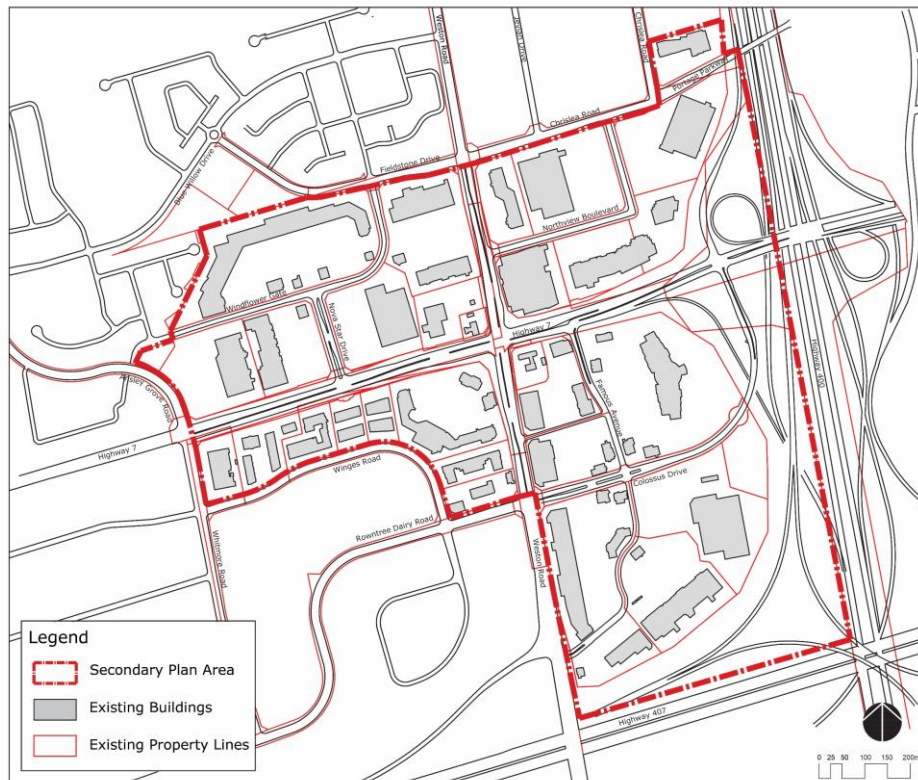 Weston Road
Jevlan Drive
Chrislea Road
Portage Parkway
Chrislea Road
Blue Willow Drive
Fieldstone Drive
Northview Boulevard
Windflower Gate
Nova Star Drive
Highway 7
Highway 400
Ansley Grove Road
Famous Avenue
Highway 7
Winges Road
Colossus Drive
Rowntree Dairy Road
Whitmore Road
Weston Road
Highway 407
Legend
Secondary Plan Area
Existing Buildings
Existing Property Lines
0 25 50 100 150 200m